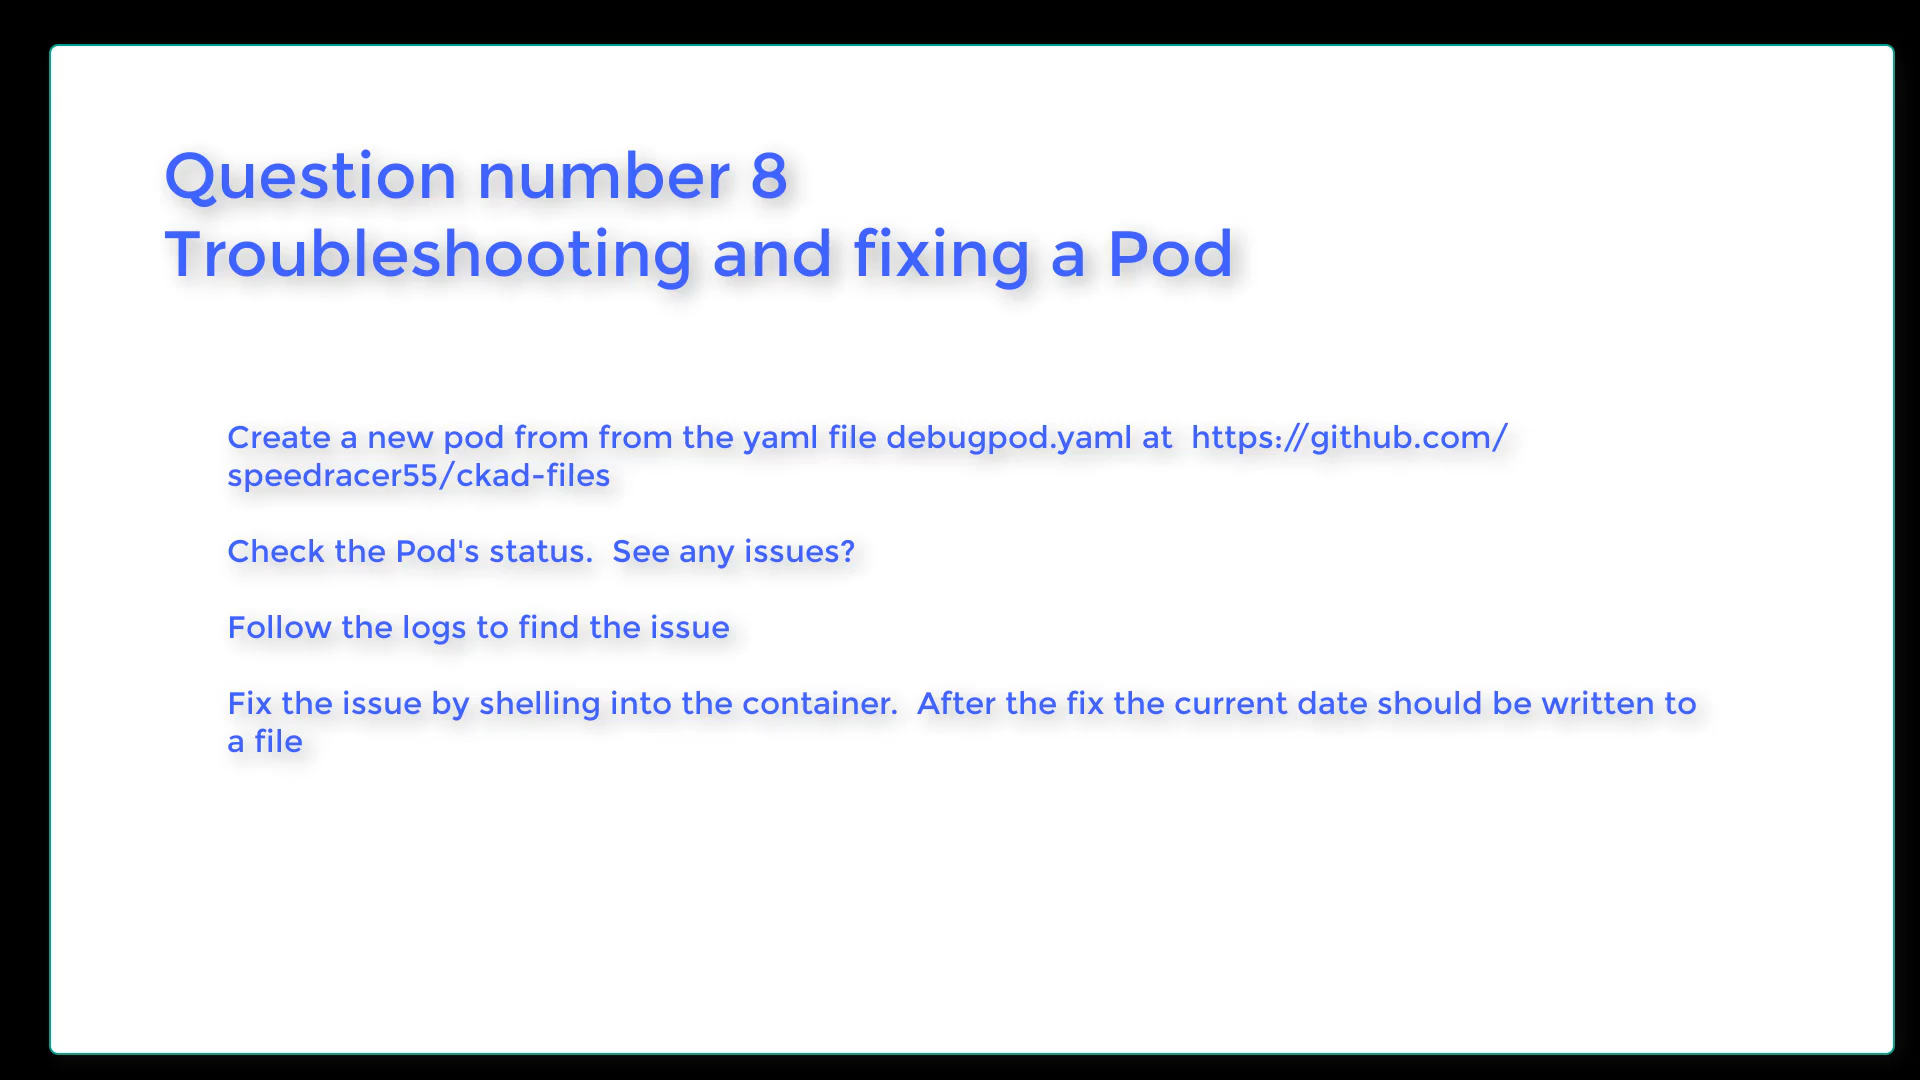 Question number 8
Troubleshooting and fixing a Pod
Create a new pod from from the yaml file debugpod.yaml at  https://github.com/
speedracer55/ckad-files
Check the Pod's status.  See any issues?
Follow the logs to find the issue
Fix the issue by shelling into the container.  After the fix the current date should be written to
a file